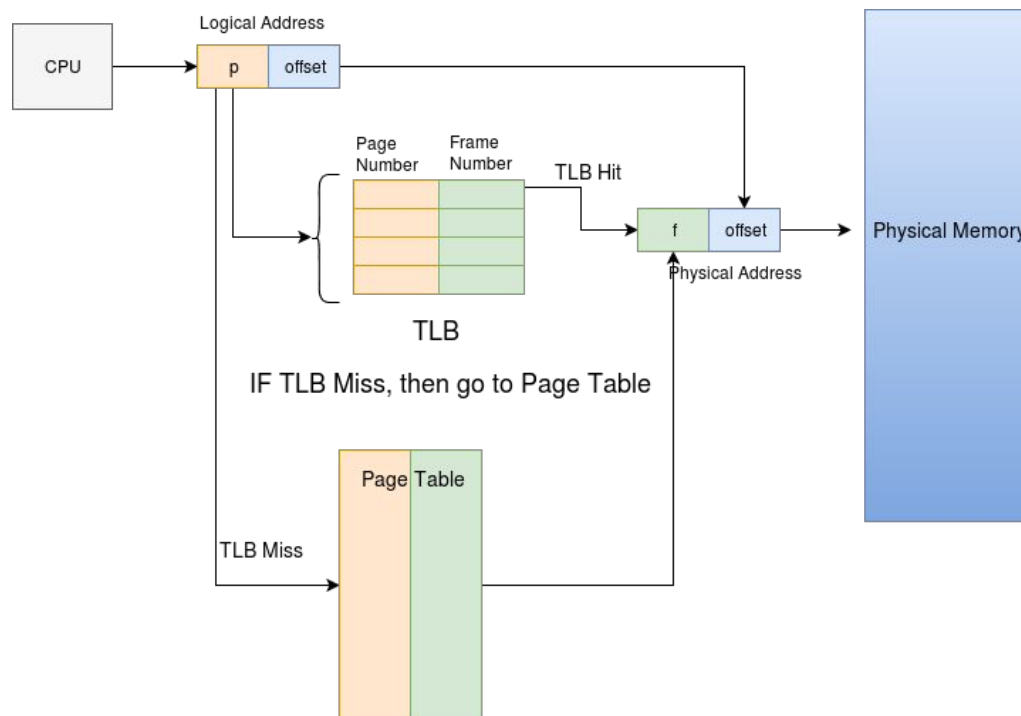 Logical Address
CPU
p
offset
Page
Number
Frame
Number
TLB Hit
f
offset
Physical Address
Physical Memory
TLB
IF TLB Miss, then go to Page Table
Page Table
TLB Miss